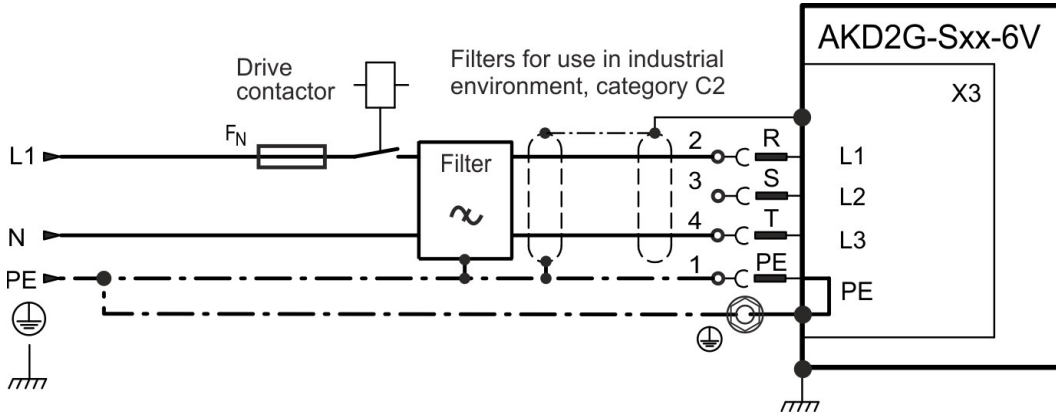 AKD2G-Sxx-6V
Drive
contactor
Filters for use in industrial
environment, category C2
X3
L1
FN
Filter
2
R
L1
3
S
L2
N
4
T
L3
PE
1
PE
PE